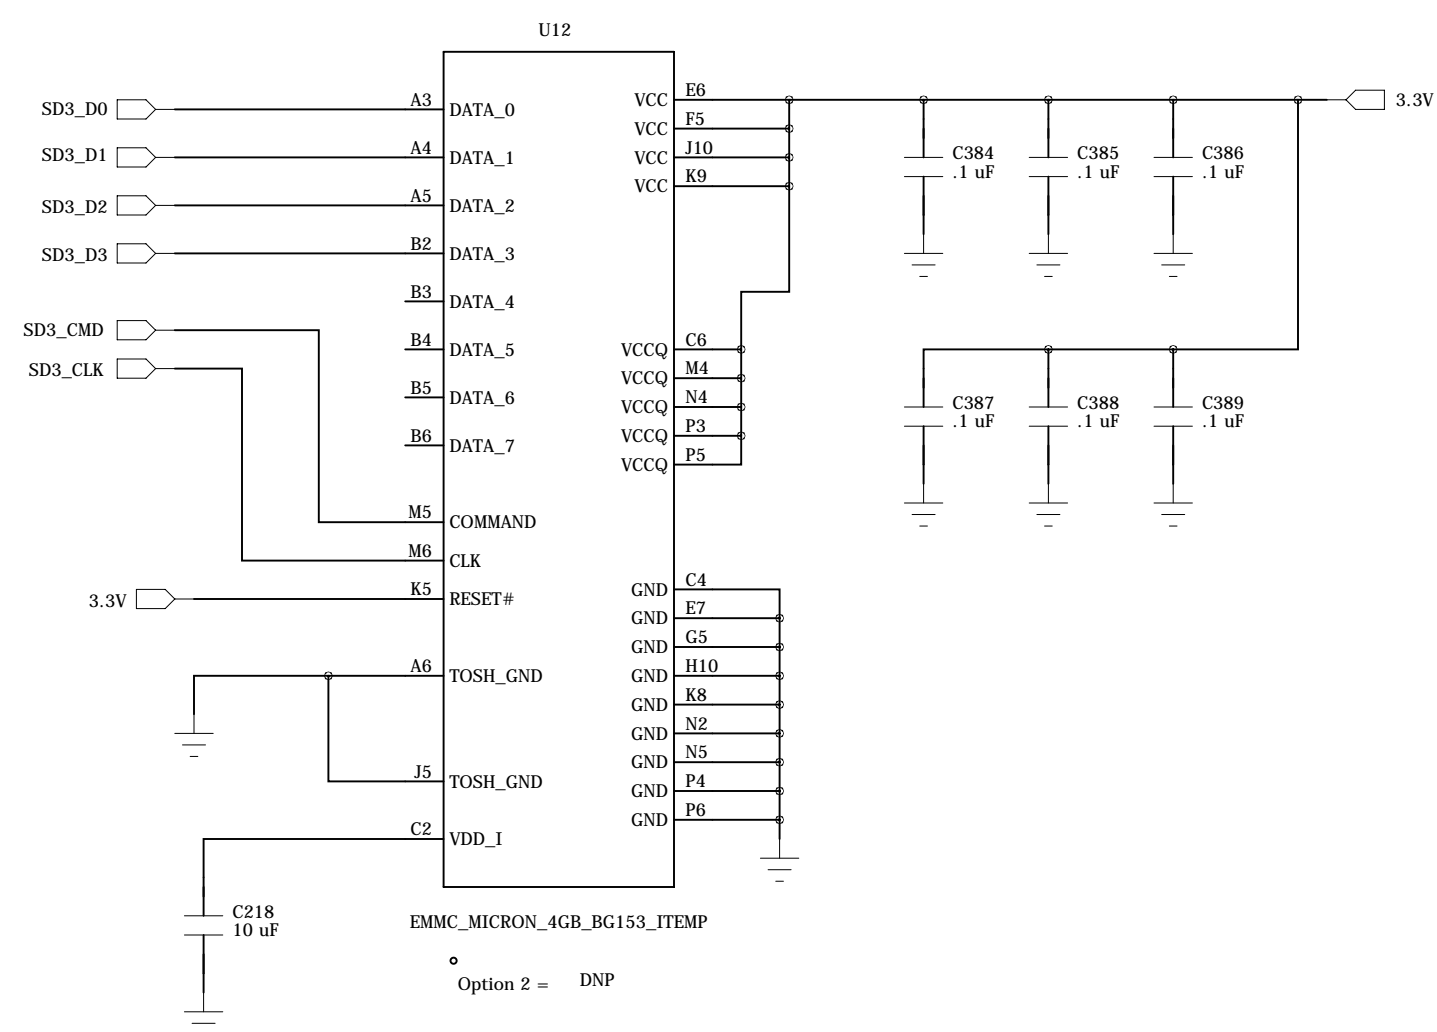 U12
SD3_D0
A3
DATA_0
SD3_D1
A4
DATA_1
SD3_D2
A5
DATA_2
SD3_D3
B2
DATA_3
B3
DATA_4
SD3_CMD
B4
DATA_5
SD3_CLK
B5
DATA_6
B6
DATA_7
M5
COMMAND
M6
CLK
3.3V
K5
RESET#
A6
TOSH_GND
J5
TOSH_GND
C2
VDD_I
C218
10 uF
VCC
E6
VCC
F5
VCC
J10
VCC
K9
VCCQ
C6
VCCQ
M4
VCCQ
N4
VCCQ
P3
VCCQ
P5
GND
C4
GND
E7
GND
G5
GND
H10
GND
K8
GND
N2
GND
N5
GND
P4
GND
P6
3.3V
C384
.1 uF
C385
.1 uF
C386
.1 uF
C387
.1 uF
C388
.1 uF
C389
.1 uF
EMMC_MICRON_4GB_BG153_ITEMP
Option 2 = DNP